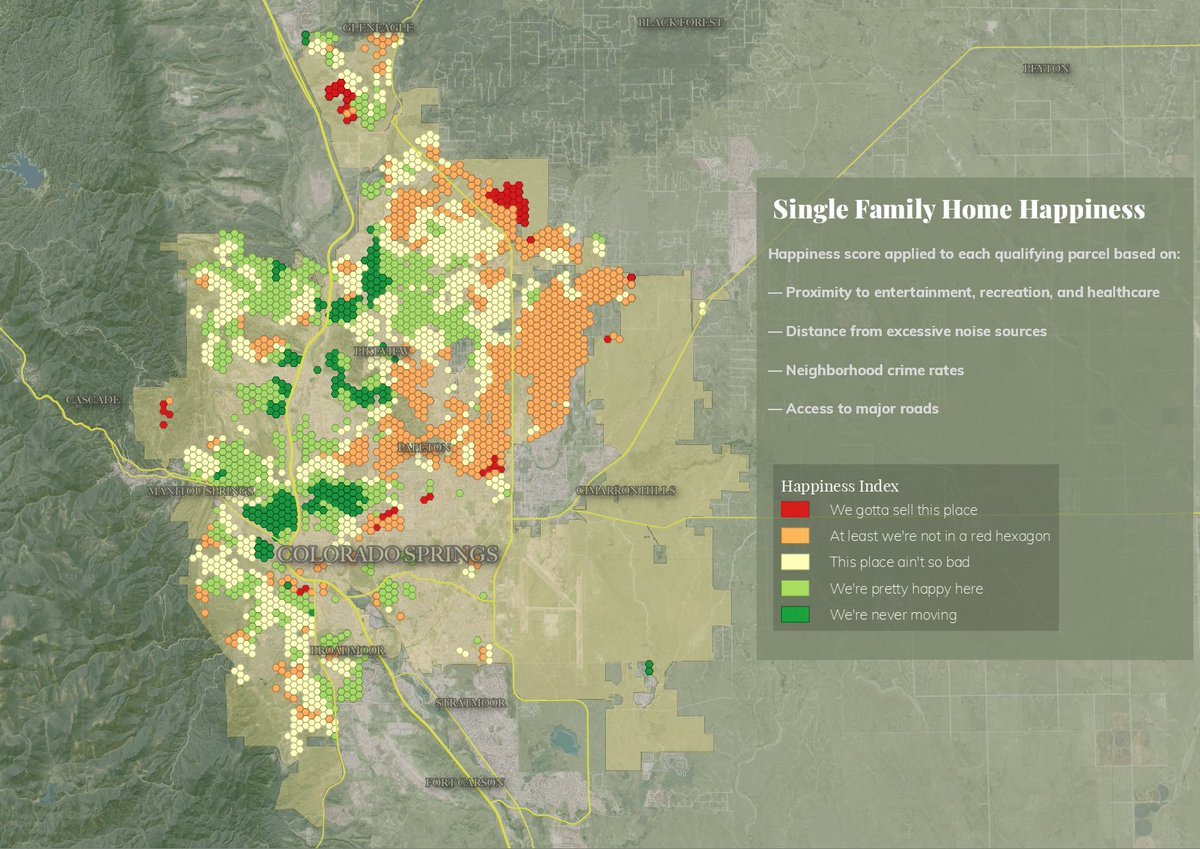 GLENEAGLE
BLACK FOREST
PEYTON
Single Family Home Happiness
Happiness score applied to each qualifying parcel based on:
— Proximity to entertainment, recreation, and healthcare
— Distance from excessive noise sources
PIKEVIEW
— Neighborhood crime rates
CASCADE
— Access to major roads
PAPETON
MANITOU SPRINGS
CIMARRON HILLS
Happiness Index
We gotta sell this place
At least we're not in a red hexagon
COLORADO SPRINGS
This place ain't so bad
We're pretty happy here
We're never moving
BROADMOOR
STRATMOOR
FORT CARSON